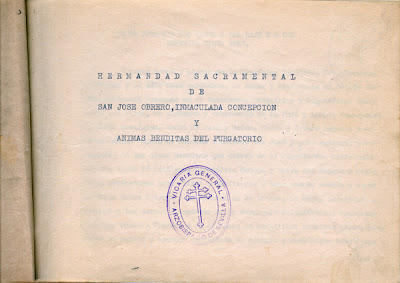 HERMANDAD SACRAMENTAL
DE
SAN JOSE OBRERO, INMACULADA CONCEPCION
Y
ANIMAS BENDITAS DEL PURGATORIO
VICARIA GENERAL
ARZOBISPADO DE SEVILLA